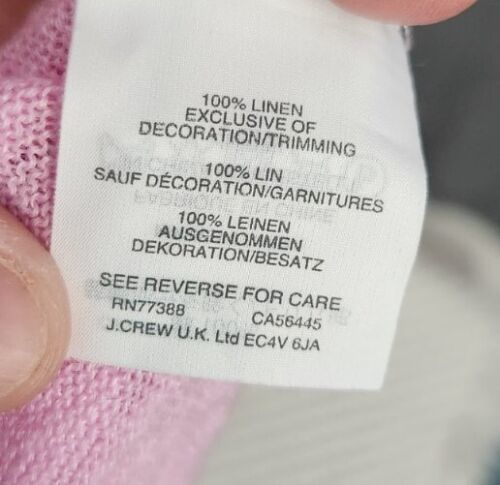 100% LINEN
EXCLUSIVE OF
DECORATION/TRIMMING
100% LIN
SAUF DÉCORATION/GARNITURES
100% LEINEN
AUSGENOMMEN
DEKORATION/BESATZ
SEE REVERSE FOR CARE
RN77388 CA56445
J.CREW U.K. Ltd EC4V 6JA